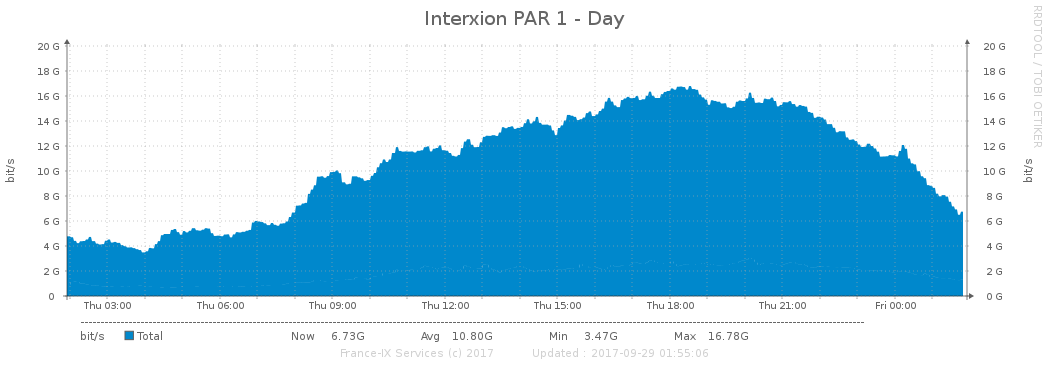 Interxion PAR 1 - Day
RRDTOOL / TOBI OETIKER
20 G 20 G
18 G 18 G
16 G 16 G
14 G 14 G
12 G 12 G
10 G 10 G
8 G 8 G
6 G 6 G
4 G 4 G
2 G 2 G
0 0 G
bit/s
bit/s
Thu 03:00 Thu 06:00 Thu 09:00 Thu 12:00 Thu 15:00 Thu 18:00 Thu 21:00 Fri 00:00
bit/s Total Now 6.73G Avg 10.80G Min 3.47G Max 16.78G
France-IX Services (c) 2017 Updated : 2017-09-29 01:55:06